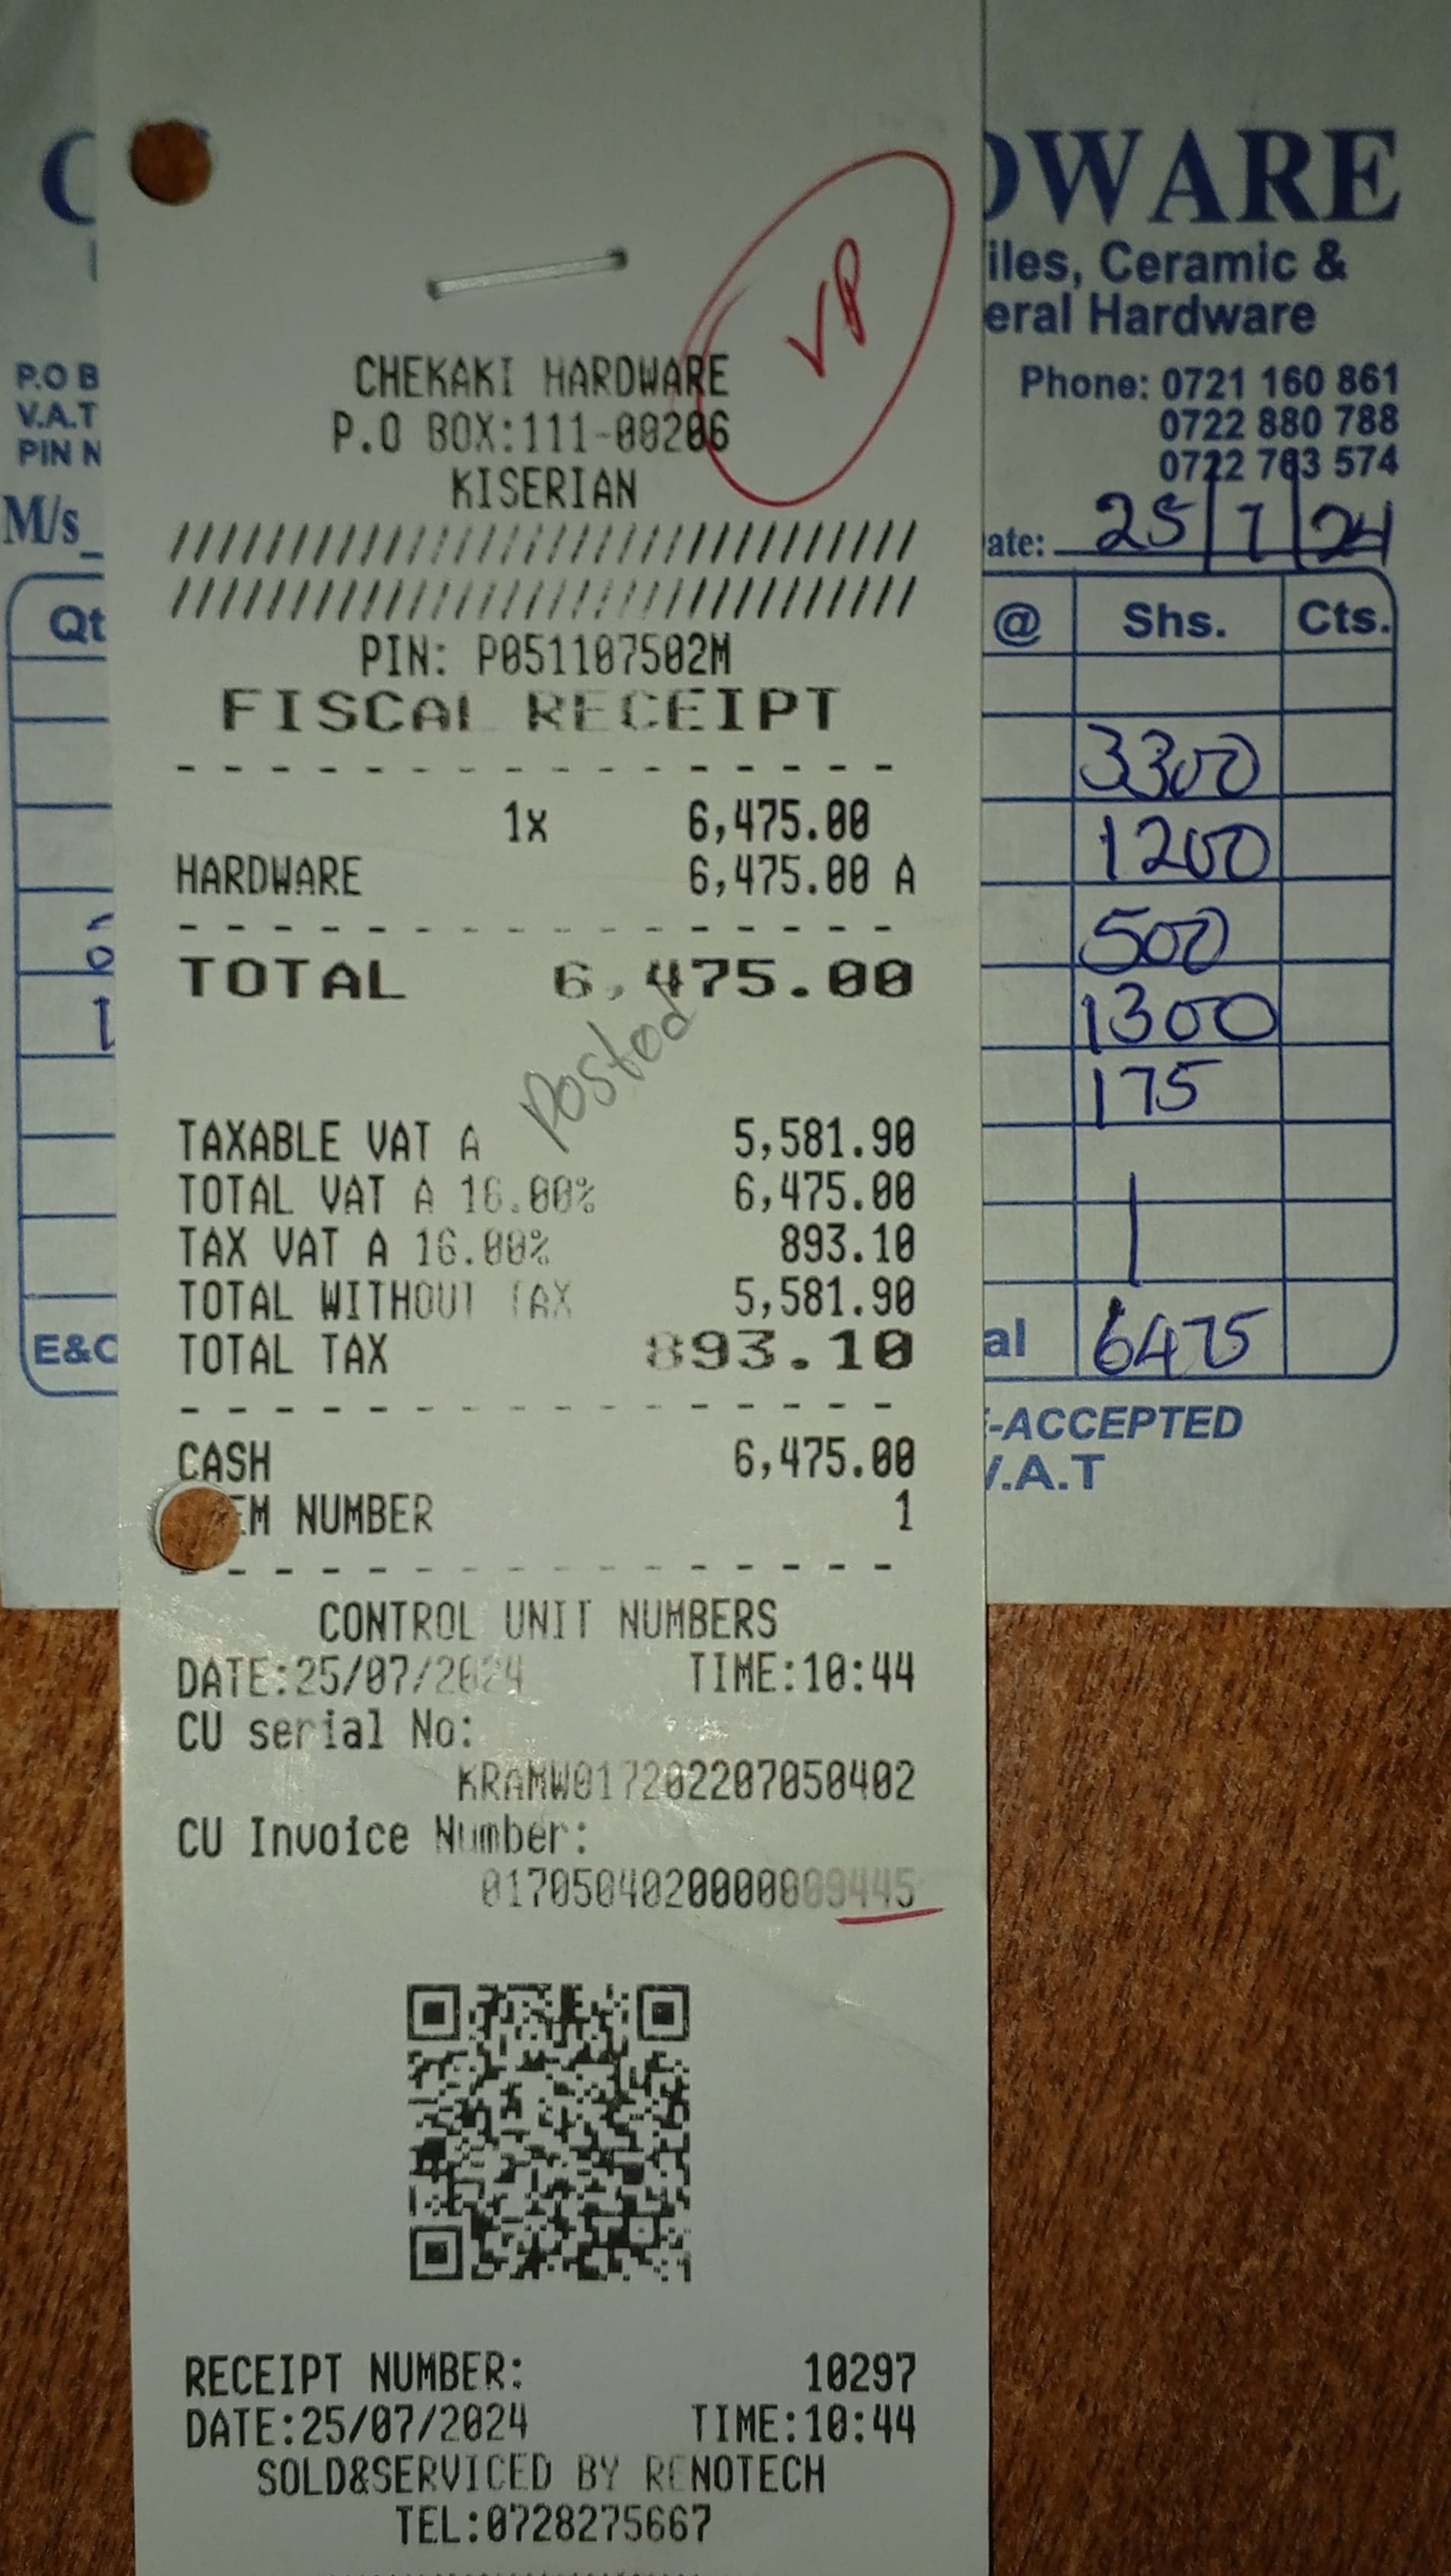 DWARE
iles, Ceramic &
eral Hardware
P.O B
V.A.T
PIN N
Phone: 0721 160 861
0722 880 788
0722 763 574
M/s
ate: 25/7/24
Qt @ Shs. Cts.
3300
1200
500
1300
175
E&O al 6475
-ACCEPTED
V.A.T
VP
CHEKAKI HARDWARE
P.O BOX:111-00206
KISERIAN
////////////////////////////////
////////////////////////////////
PIN: P051107502M
FISCAL RECEIPT
1x 6,475.00
HARDWARE 6,475.00 A
TOTAL 6,475.00
Posted
TAXABLE VAT A 5,581.90
TOTAL VAT A 16.00% 6,475.00
TAX VAT A 16.00% 893.10
TOTAL WITHOUT TAX 5,581.90
TOTAL TAX 893.10
CASH 6,475.00
EM NUMBER 1
CONTROL UNIT NUMBERS
DATE:25/07/2024 TIME:10:44
CU serial No:
KRAMW017202207050402
CU Invoice Number:
0170504020000009445
RECEIPT NUMBER: 10297
DATE:25/07/2024 TIME:10:44
SOLD&SERVICED BY RENOTECH
TEL:0728275667